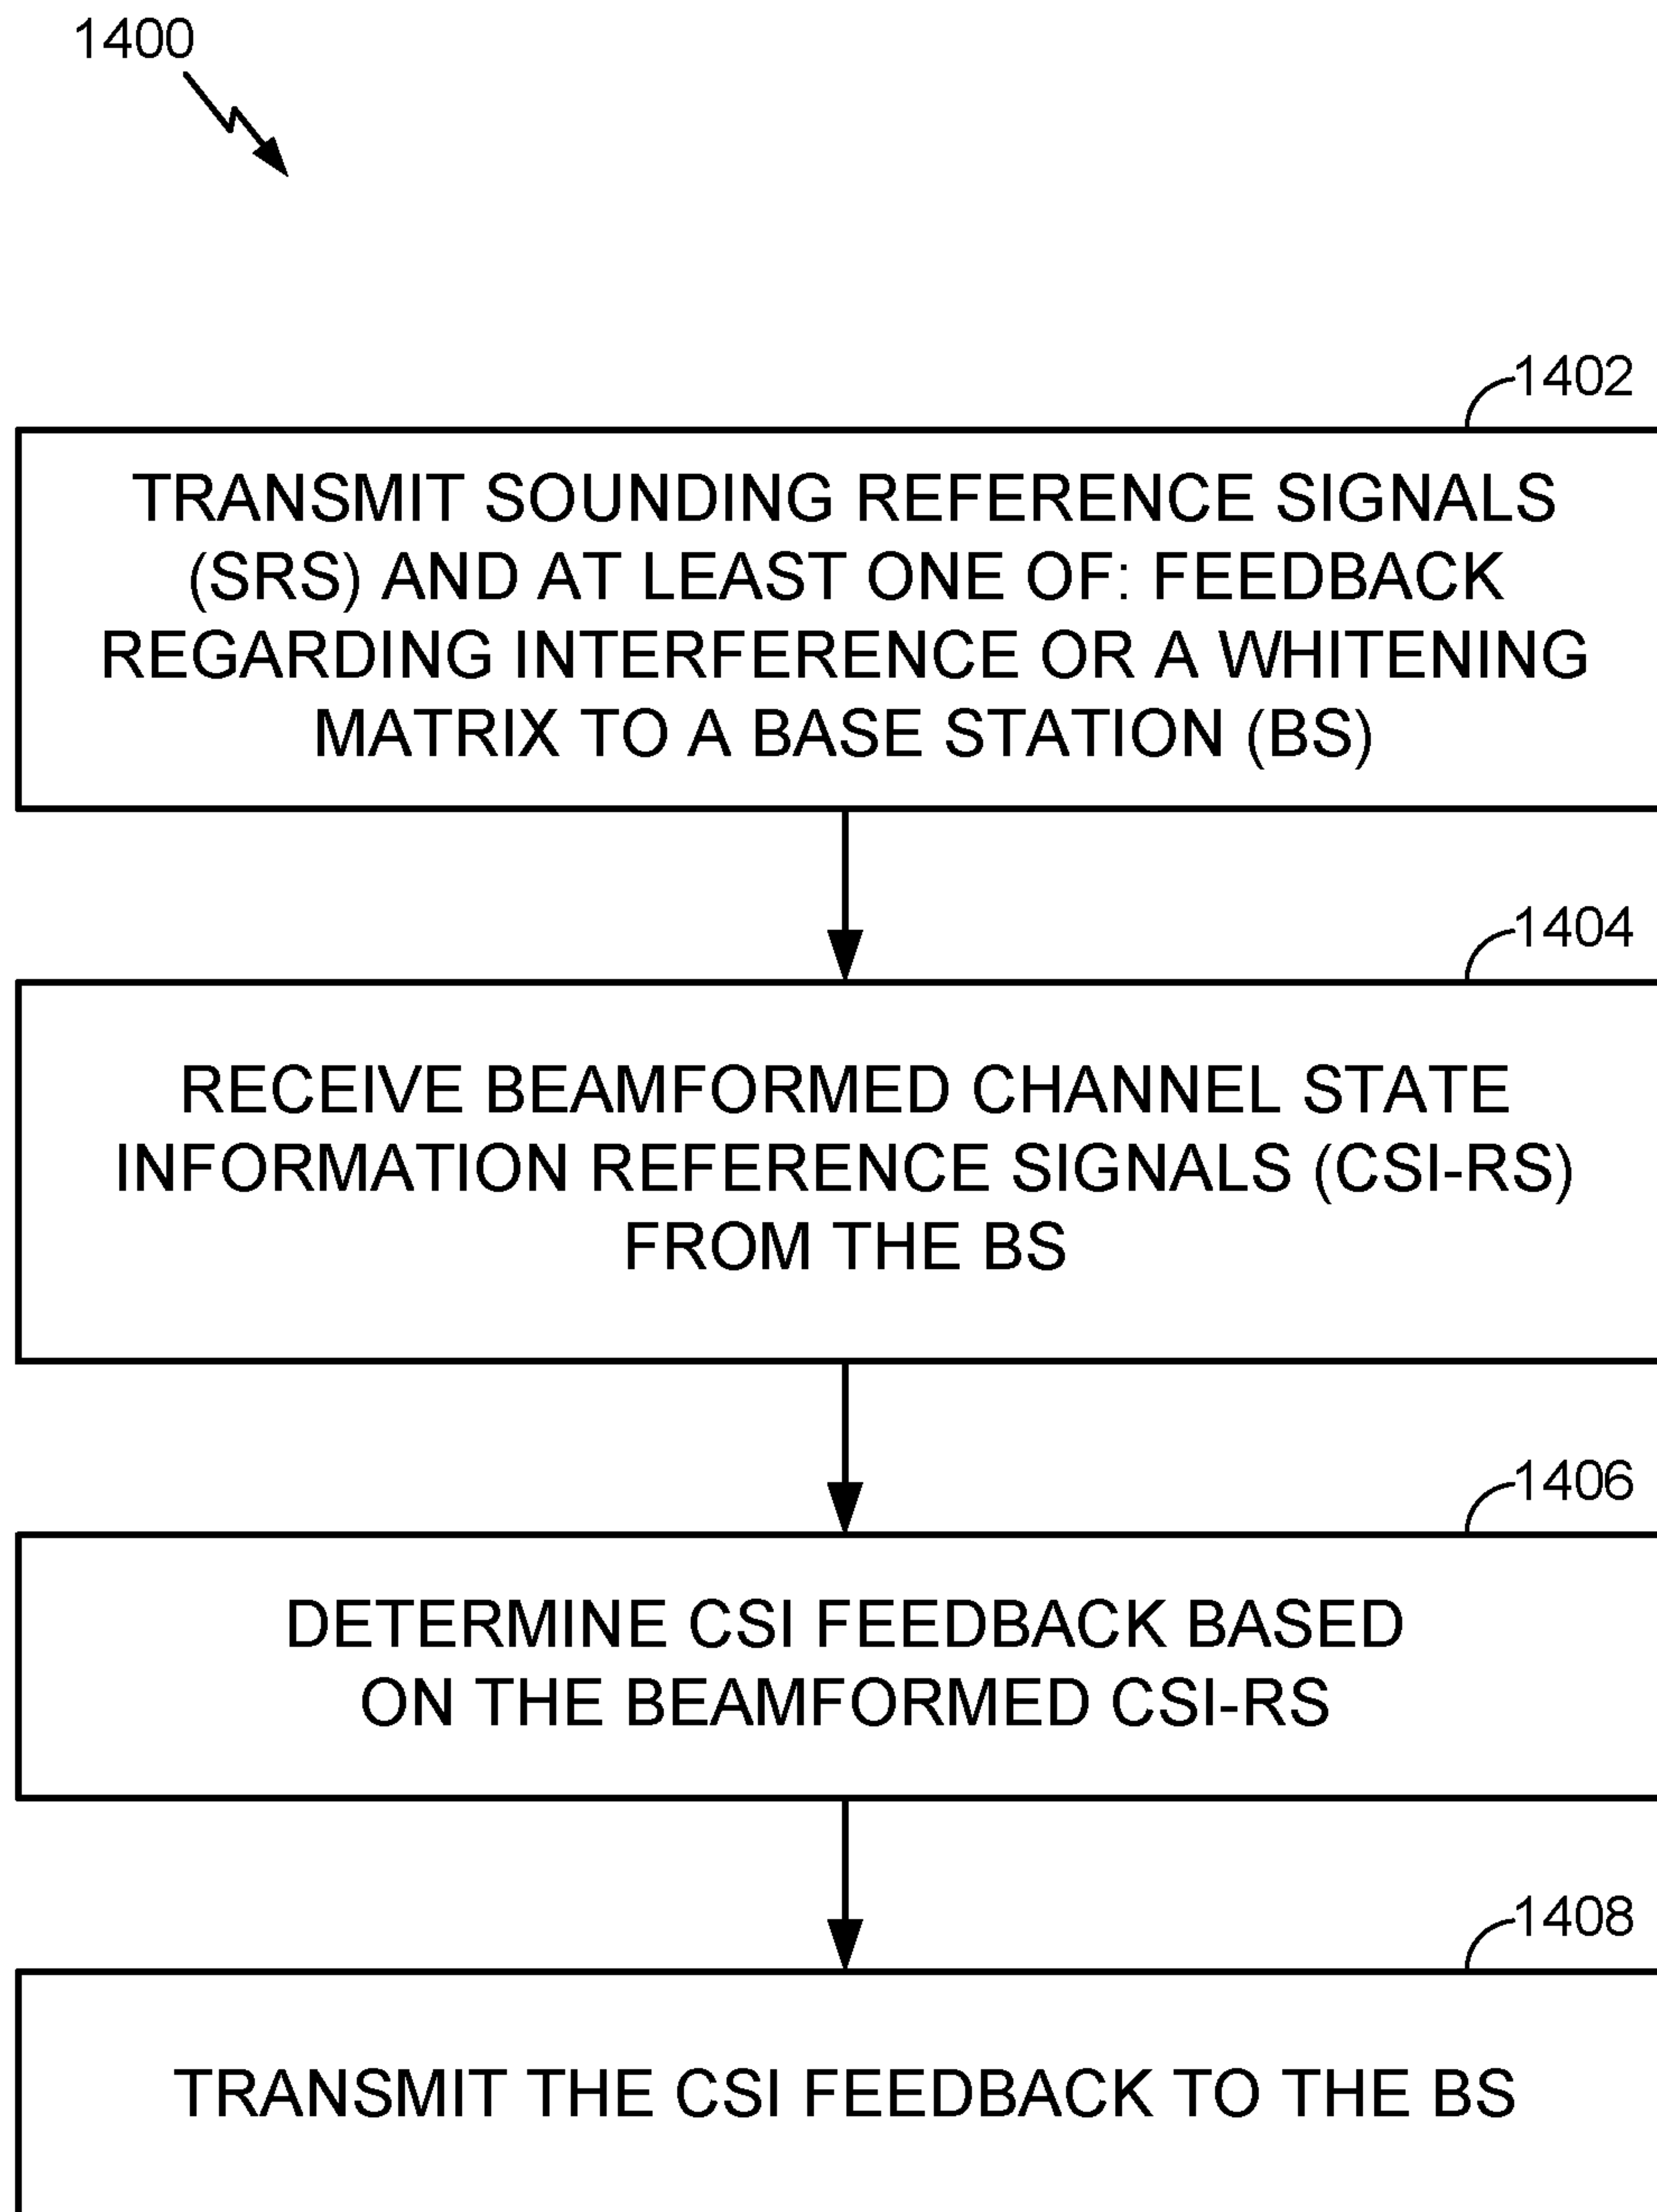 1400
1402
TRANSMIT SOUNDING REFERENCE SIGNALS
(SRS) AND AT LEAST ONE OF: FEEDBACK
REGARDING INTERFERENCE OR A WHITENING
MATRIX TO A BASE STATION (BS)
1404
RECEIVE BEAMFORMED CHANNEL STATE
INFORMATION REFERENCE SIGNALS (CSI-RS)
FROM THE BS
1406
DETERMINE CSI FEEDBACK BASED
ON THE BEAMFORMED CSI-RS
1408
TRANSMIT THE CSI FEEDBACK TO THE BS